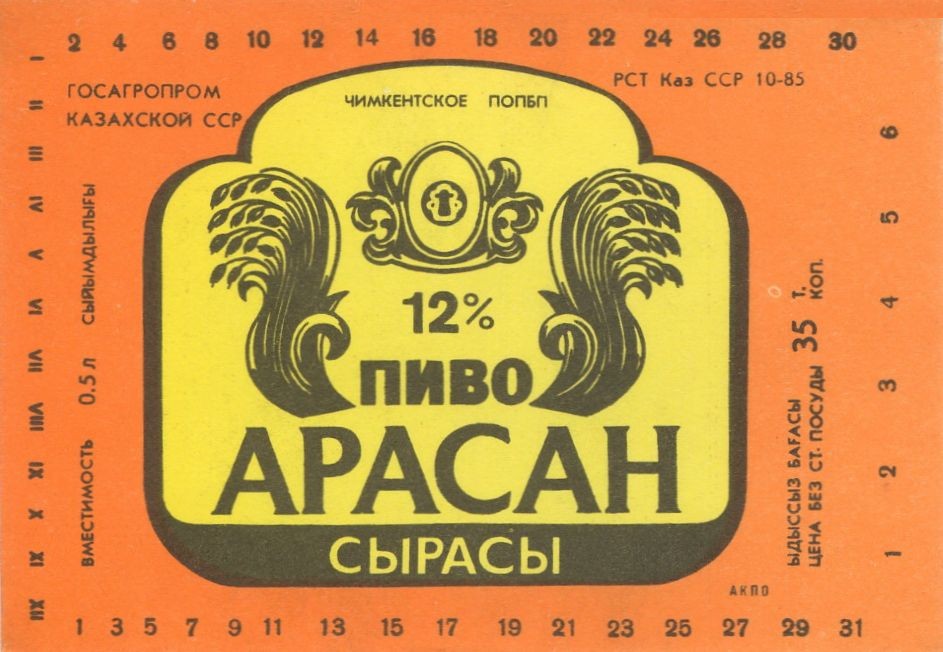 2 4 6 8 10 12 14 16 18 20 22 24 26 28 30
ГОСАГРОПРОМ
КАЗАХСКОЙ ССР
ЧИМКЕНТСКОЕ ПОПБП
РСТ Каз ССР 10-85
I II III IV V VI VII VIII XI X IX XII
ВМЕСТИМОСТЬ 0.5 л СЫЙЫМДЫЛЫҒЫ
12%
ПИВО
АРАСАН
СЫРАСЫ
ЫДЫССЫЗ БАҒАСЫ 35 Т.
ЦЕНА БЕЗ СТ. ПОСУДЫ КОП.
6 5 4 3 2 1
АКПО
1 3 5 7 9 11 13 15 17 19 21 23 25 27 29 31